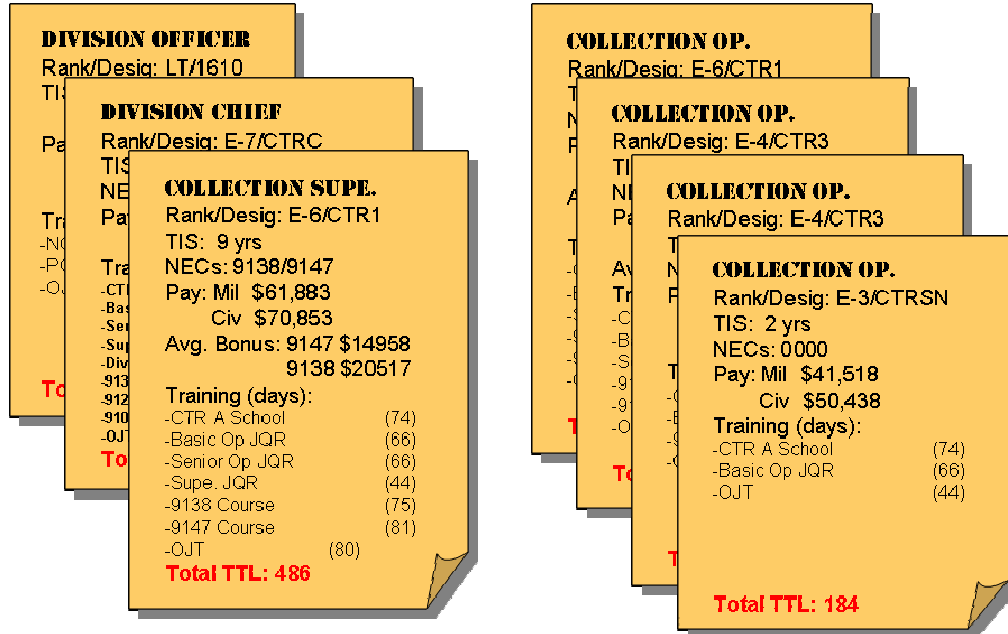 DIVISION OFFICER
Rank/Desig: LT/1610
DIVISION CHIEF
Rank/Desig: E-7/CTRC
COLLECTION SUPE.
Rank/Desig: E-6/CTR1
TIS: 9 yrs
NECs: 9138/9147
Pay: Mil $61,883
Civ $70,853
Avg. Bonus: 9147 $14958
9138 $20517
Training (days):
-CTR A School (74)
-Basic Op JQR (66)
-Senior Op JQR (66)
-Supe. JQR (44)
-9138 Course (75)
-9147 Course (81)
-OJT (80)
Total TTL: 486
COLLECTION OP.
Rank/Desig: E-6/CTR1
COLLECTION OP.
Rank/Desig: E-4/CTR3
COLLECTION OP.
Rank/Desig: E-4/CTR3
COLLECTION OP.
Rank/Desig: E-3/CTRSN
TIS: 2 yrs
NECs: 0000
Pay: Mil $41,518
Civ $50,438
Training (days):
-CTR A School (74)
-Basic Op JQR (66)
-OJT (44)
Total TTL: 184